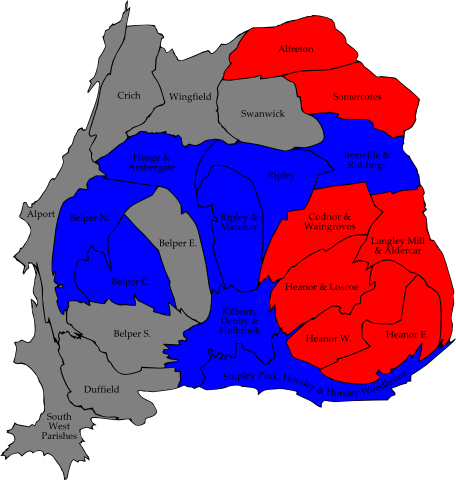 Alfreton
Crich
Wingfield
Somercotes
Swanwick
Heage &
Ambergate
Ironville &
Riddings
Ripley
Alport
Belper N.
Ripley &
Marehay
Codnor &
Waingroves
Belper E.
Langley Mill
& Aldercar
Belper C.
Heanor & Loscoe
Kilburn,
Denby &
Holbrook
Belper S.
Heanor W.
Heanor E.
Shipley Park, Horsley & Horsley Woodhouse
Duffield
South
West
Parishes